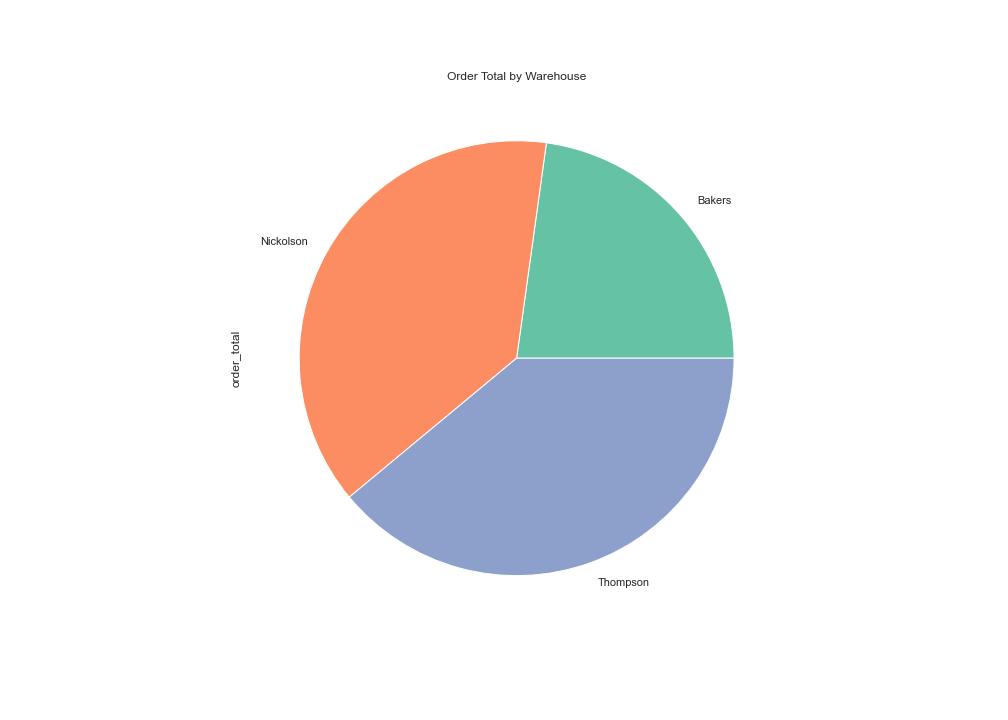 Order Total by Warehouse
Bakers
Nickolson
order_total
Thompson